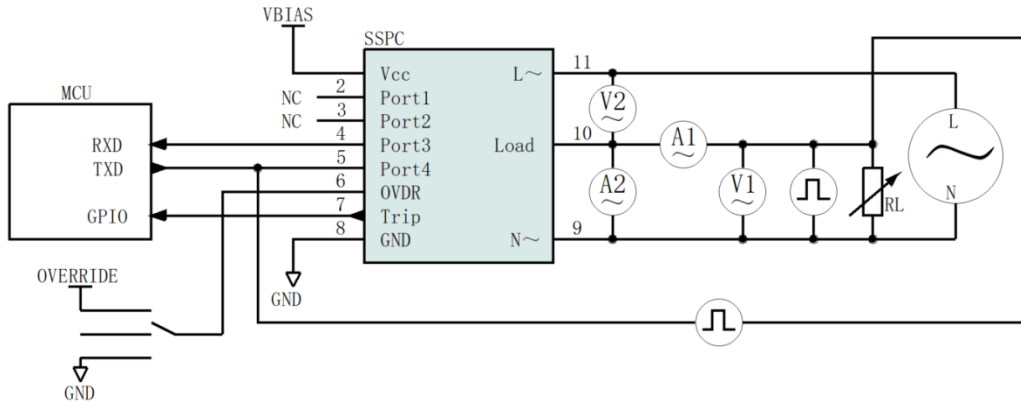 VBIAS
SSPC
MCU
Vcc
L~
11
2
NC
Port1
V2
~
3
NC
Port2
L
RXD
4
Port3
Load
10
A1
~
TXD
5
Port4
6
OVDR
A2
~
V1
~
N
RL
GPIO
7
Trip
8
GND
N~
9
OVERRIDE
GND
GND